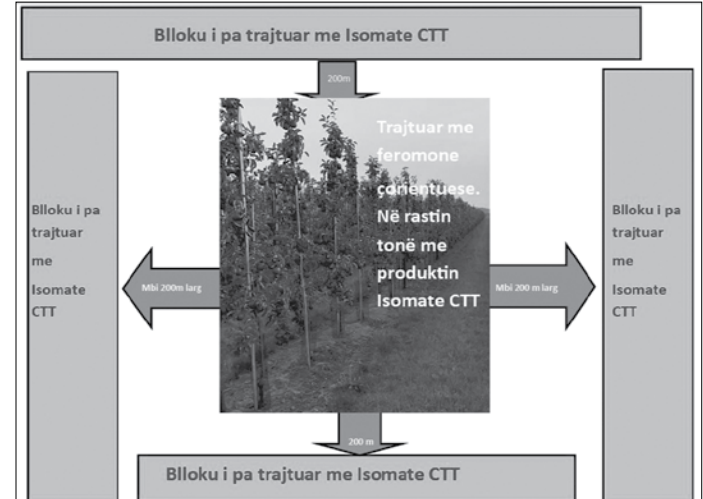 Blloku i pa trajtuar me Isomate CTT
200m
Trajtuar me
feromone
çorientuese.
Në rastin
tonë me
produktin
Isomate CTT
Blloku i pa
trajtuar
me
Isomate
CTT
Mbi 200m larg
Mbi 200 m larg
Blloku i pa
trajtuar
me
Isomate
CTT
200 m
Blloku i pa trajtuar me Isomate CTT